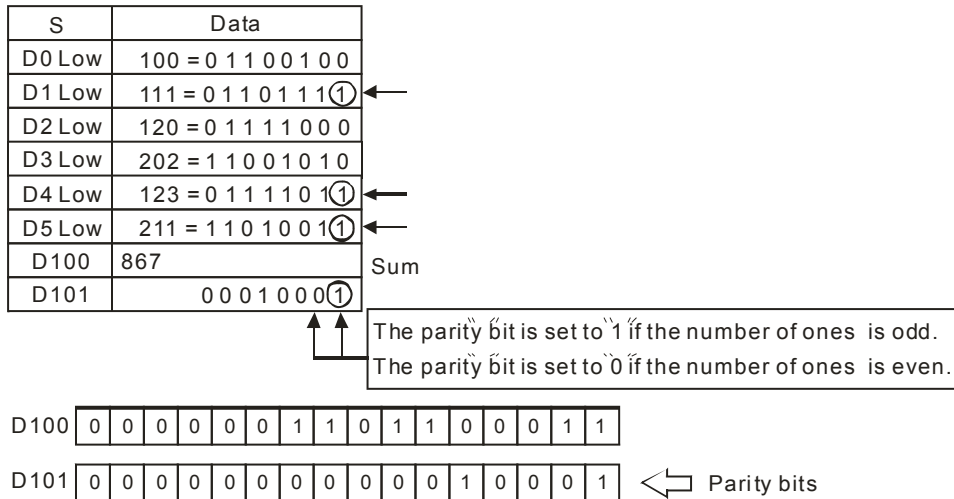 S Data
D0 Low 100 = 0 1 1 0 0 1 0 0
D1 Low 111 = 0 1 1 0 1 1 1 1
D2 Low 120 = 0 1 1 1 1 0 0 0
D3 Low 202 = 1 1 0 0 1 0 1 0
D4 Low 123 = 0 1 1 1 1 0 1 1
D5 Low 211 = 1 1 0 1 0 0 1 1
D100 867 Sum
D101 0 0 0 1 0 0 0 1
The parity bit is set to “1” if the number of ones is odd.
The parity bit is set to “0” if the number of ones is even.
D100 0 0 0 0 0 0 1 1 0 1 1 0 0 0 1 1
D101 0 0 0 0 0 0 0 0 0 0 0 1 0 0 0 1 Parity bits